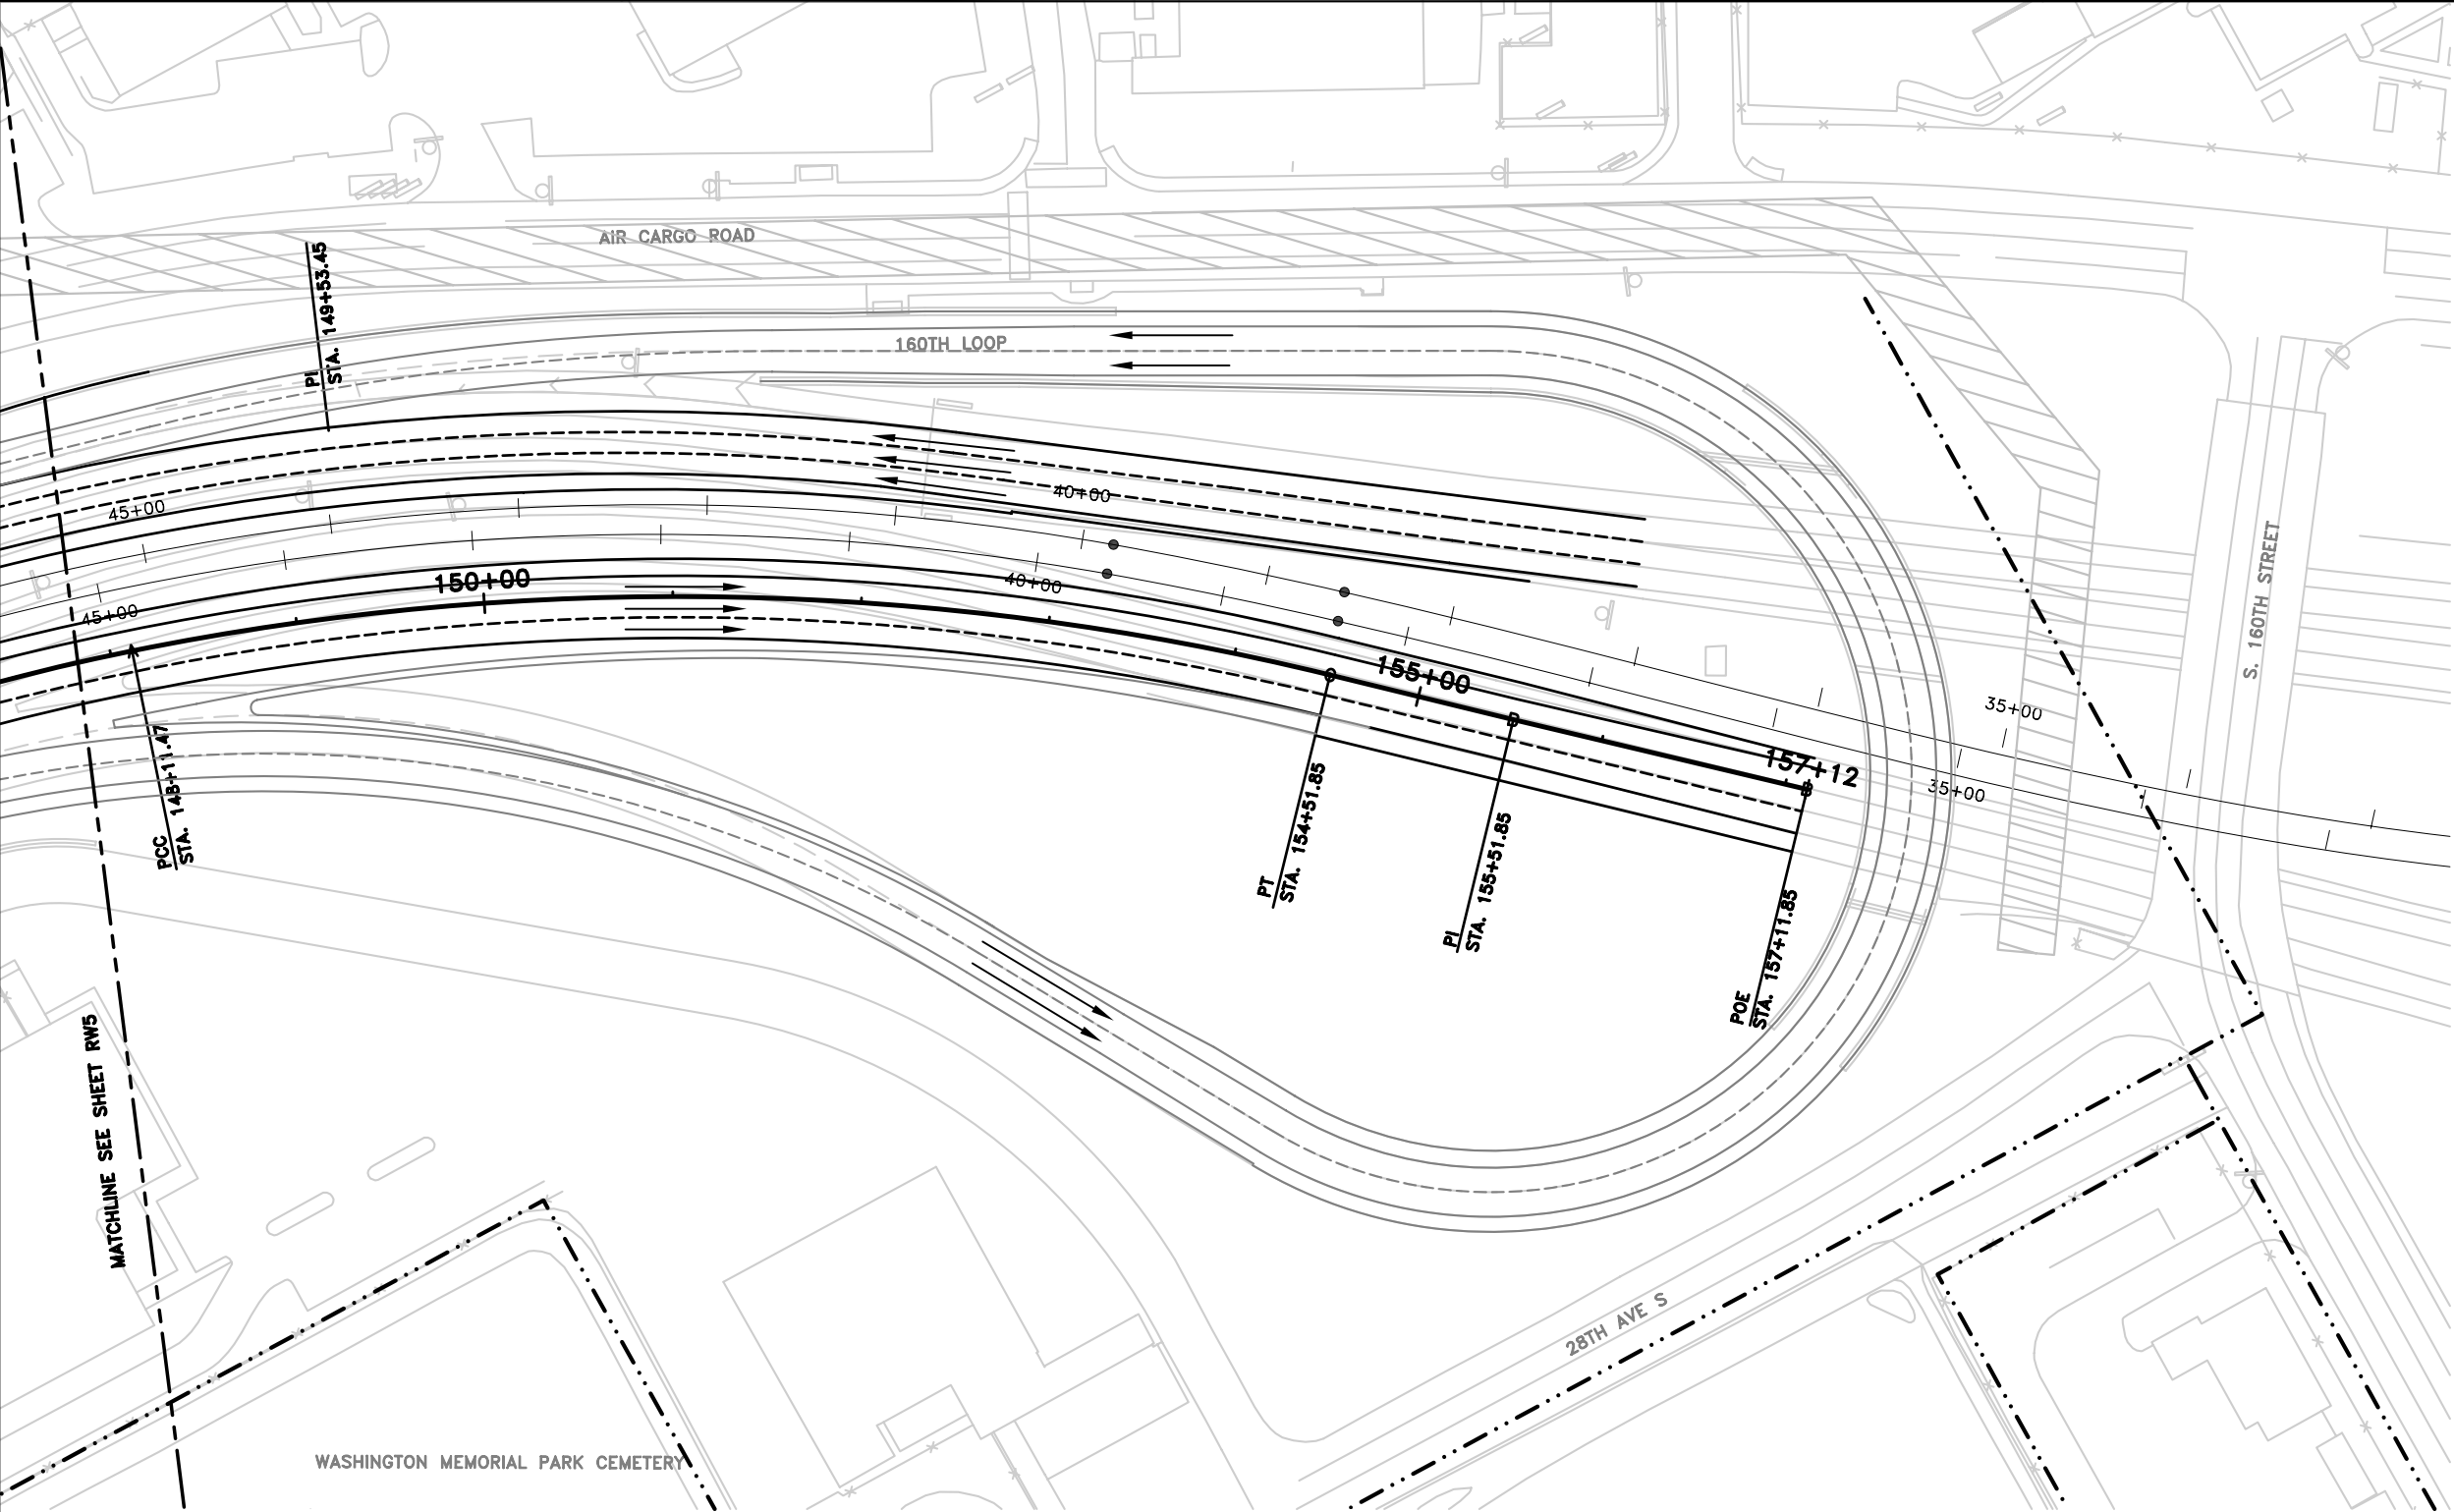 AIR CARGO ROAD
PI
STA. 149+53.45
160TH LOOP
40+00
45+00
150+00
40+00
45+00
S. 160TH STREET
155+00
35+00
157+12
35+00
PCC
STA. 148+11.47
PT
STA. 154+51.85
PI
STA. 155+51.85
POE
STA. 157+11.85
MATCHLINE SEE SHEET RW5
28TH AVE S
WASHINGTON MEMORIAL PARK CEMETERY